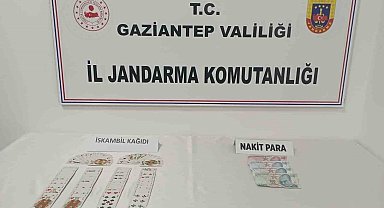 T.C.
GAZİANTEP VALİLİĞİ
İL JANDARMA KOMUTANLIĞI
İSKAMBİL KAĞIDI
NAKİT PARA